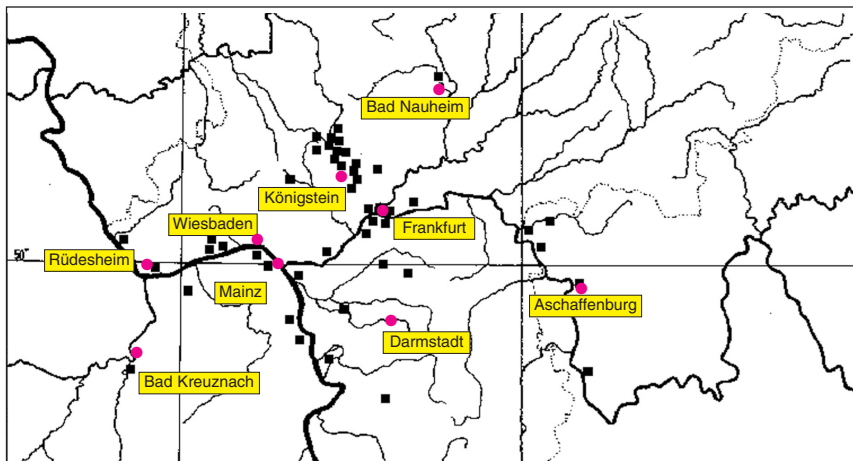 Bad Nauheim
Königstein
Wiesbaden
Frankfurt
50°
Rüdesheim
Mainz
Aschaffenburg
Darmstadt
Bad Kreuznach